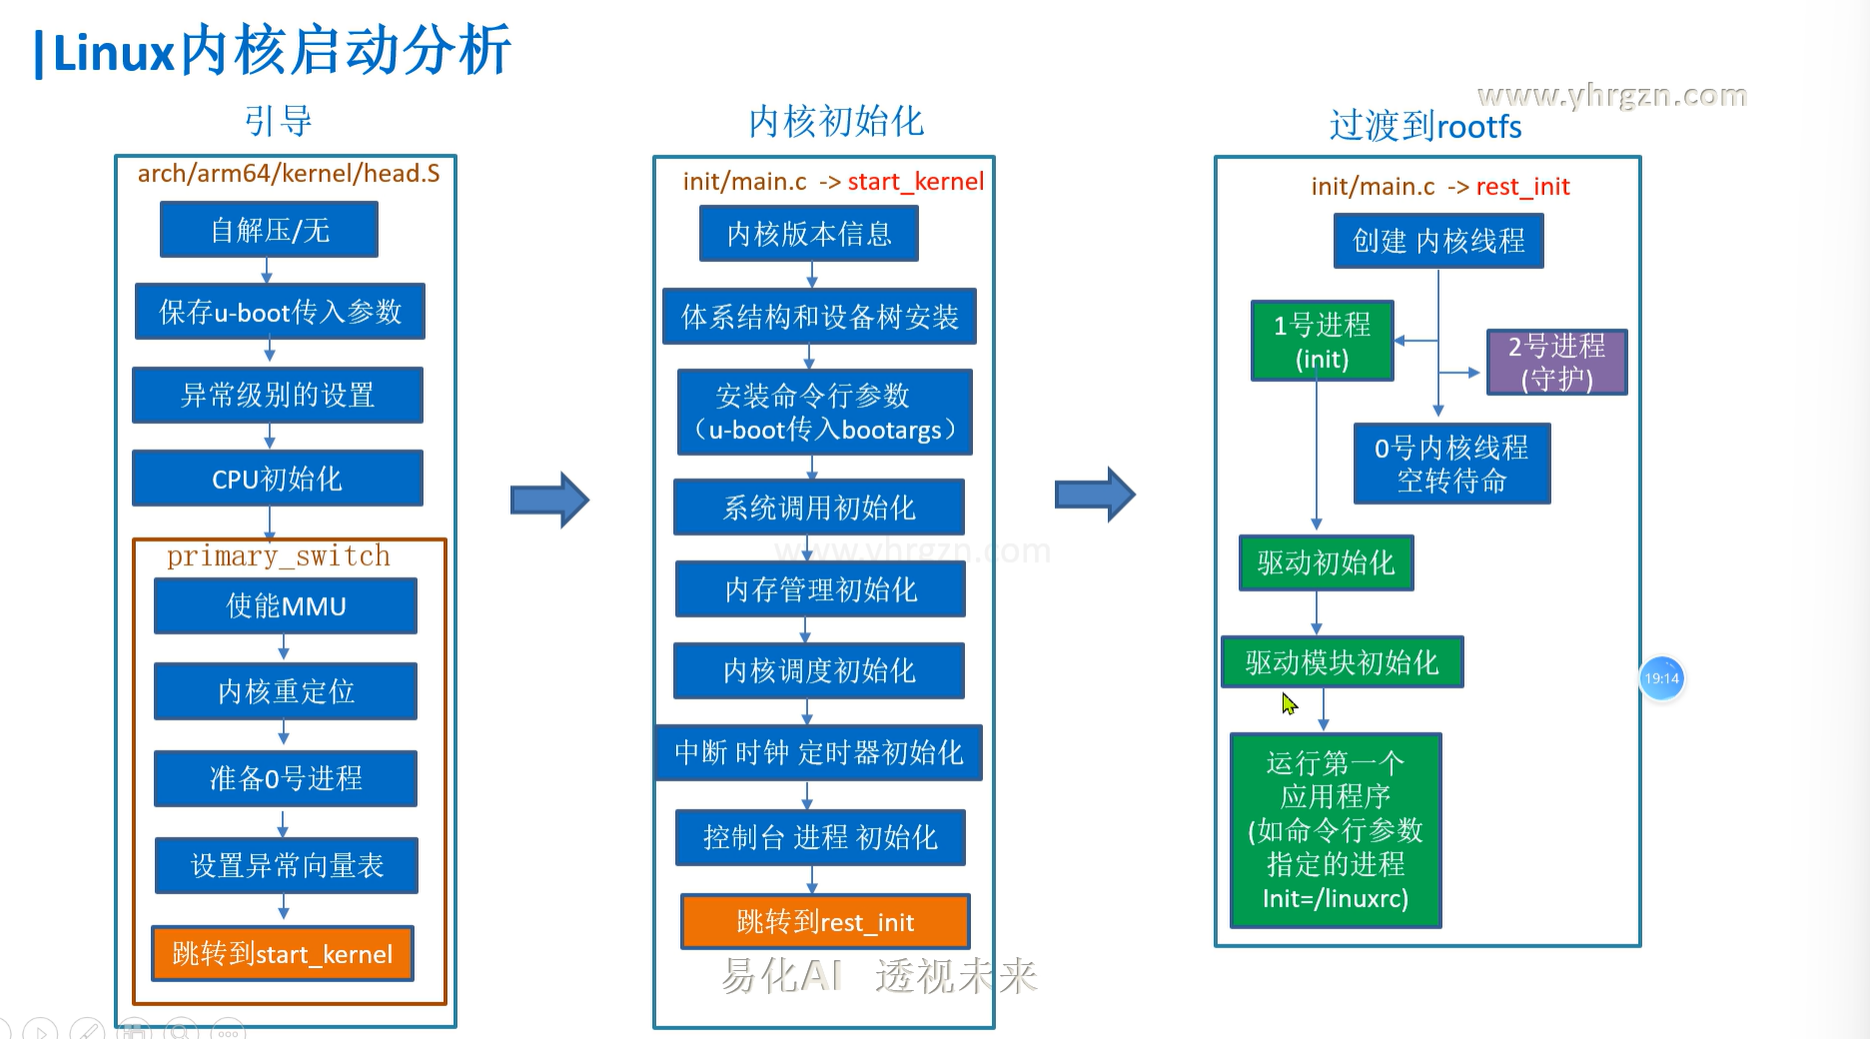 |Linux内核启动分析
www.yhrgzn.com
引导
arch/arm64/kernel/head.S
自解压/无
保存u-boot传入参数
异常级别的设置
CPU初始化
primary_switch
使能MMU
内核重定位
准备0号进程
设置异常向量表
跳转到start_kernel
内核初始化
init/main.c -> start_kernel
内核版本信息
体系结构和设备树安装
安装命令行参数
（u-boot传入bootargs）
系统调用初始化
www.yhrgzn.com
内存管理初始化
内核调度初始化
中断 时钟 定时器初始化
控制台 进程 初始化
跳转到rest_init
易化AI 透视未来
过渡到rootfs
init/main.c -> rest_init
创建 内核线程
1号进程
(init)
2号进程
(守护)
0号内核线程
空转待命
驱动初始化
驱动模块初始化
19:14
运行第一个
应用程序
(如命令行参数
指定的进程
Init=/linuxrc)